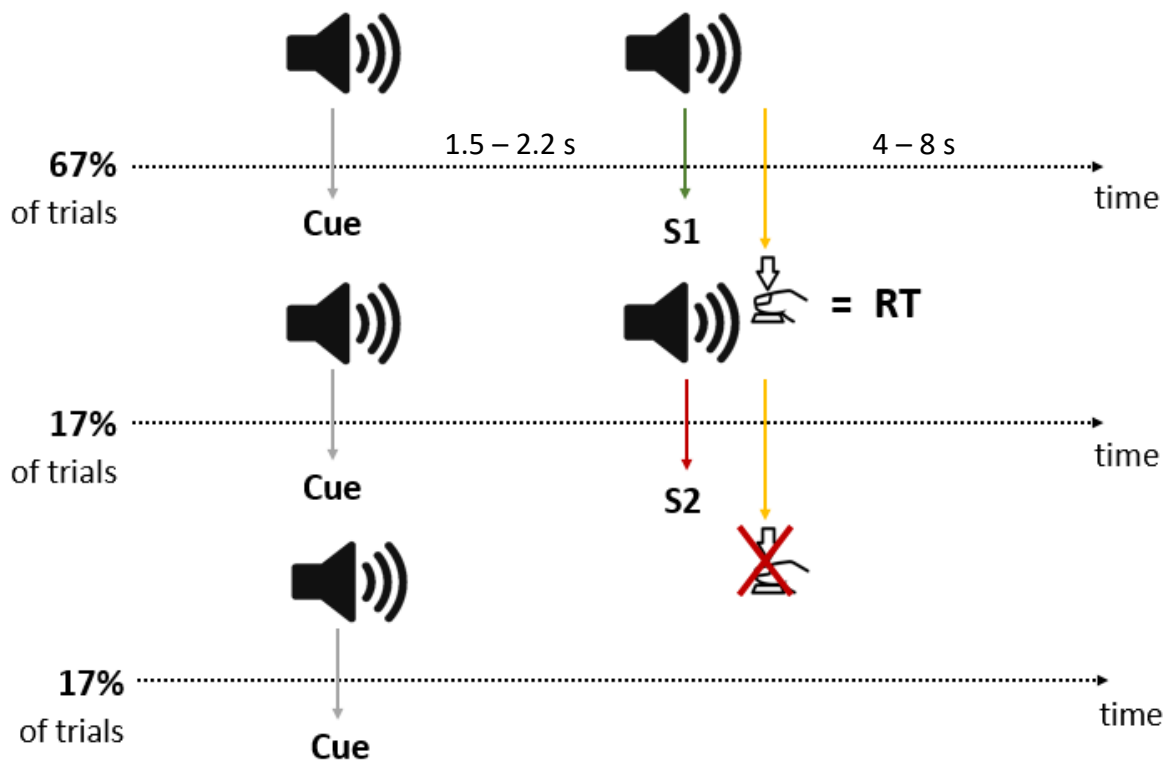 1.5 – 2.2 s
4 – 8 s
67%
of trials
time
Cue
S1
= RT
17%
of trials
time
Cue
S2
17%
of trials
time
Cue